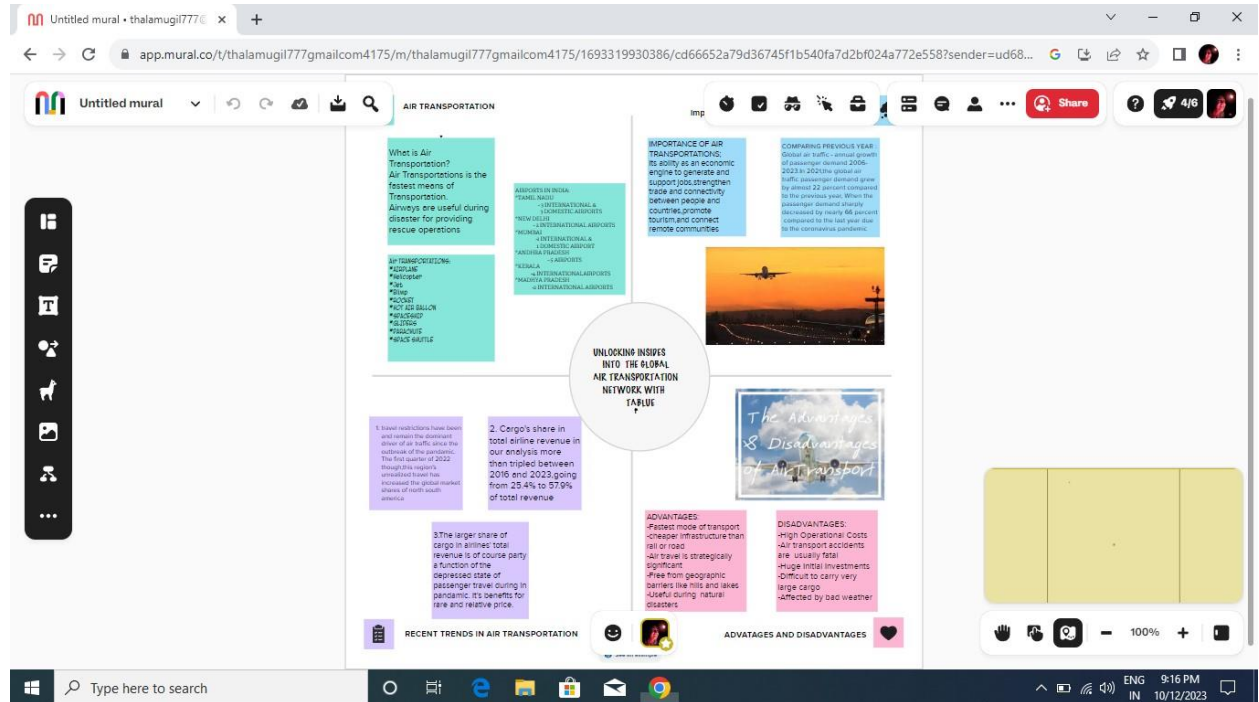 Untitled mural • thalamugil777@
app.mural.co/t/thalamugil777gmailcom4175/m/thalamugil777gmailcom4175/1693319930386/cd66652a79d36745f1b540fa7d2bf024a772e558?sender=ud68...
Untitled mural
Share
4/6
AIR TRANSPORTATION
Imp
What is Air
Transportation?
Air Transportations is the
fastest means of
Transportation.
Airways are useful during
disaster for providing
rescue operations
AIRPORTS IN INDIA:
*TAMIL NADU
-3 INTERNATIONAL &
3 DOMESTIC AIRPORTS
*NEW DELHI
-2 INTERNATIONAL AIRPORTS
*MUMBAI
INTERNATIONAL &
1 DOMESTIC AIRPORT
*ANDHRA PRADESH
-5 AIRPORTS
*KERALA
-4 INTERNATIONALAIRPORTS
*MADHYA PRADESH
INTERNATIONAL AIRPORTS
AIR TRANSPORTATIONS:
*AIRPLANE
*Helicopter
*Jet
*Blimp
*ROCKET
*HOT AIR BALLON
*SPACESHIP
*GLIDERS
*PARACHUTE
*SPACE SHUTTLE
IMPORTANCE OF AIR
TRANSPORTATIONS;
its ability as an economic
engine to generate and
support jobs,strengthen
trade and connectivity
between people and
countries,promote
tourism,and connect
remote communities
COMPARING PREVIOUS YEAR :
Global air traffic - annual growth
of passenger demand 2006-
2023.In 2021,the global air
traffic passenger demand grew
by almost 22 percent compared
to the previous year, When the
passenger demand sharply
decreased by nearly 66 percent
compared to the last year due
to the coronavirus pandemic
UNLOCKING INSIDES
INTO THE GLOBAL
AIR TRANSPORTATION
NETWORK WITH
TABLUE
1. travel restrictions have been
and remain the dominant
driver of air traffic since the
outbreak of the pandemic.
The first quarter of 2022
though,this region's
unrealized travel has
increased the global market
shares of north south
america
2. Cargo's share in
total airline revenue in
our analysis more
than tripled between
2016 and 2023,going
from 25.4% to 57.9%
of total revenue
3.The larger share of
cargo in airlines' total
revenue is of course party
a function of the
depressed state of
passenger travel during in
pandemic. it's benefits for
rare and relative price.
The Advantages
& Disadvantages
of Air Transport
ADVANTAGES:
-Fastest mode of transport
-cheeper infrastructure than
rail or road
-Air travel is strategically
significant
-Free from geographic
barriers like hills and lakes
-Useful during natural
disasters
DISADVANTAGES:
-High Operational Costs
-Air transport accidents
are usually fatal
-Huge Initial Investments
-Difficult to carry very
large cargo
-Affected by bad weather
RECENT TRENDS IN AIR TRANSPORTATION
ADVATAGES AND DISADVANTAGES
100%
Type here to search
ENG
IN
9:16 PM
10/12/2023